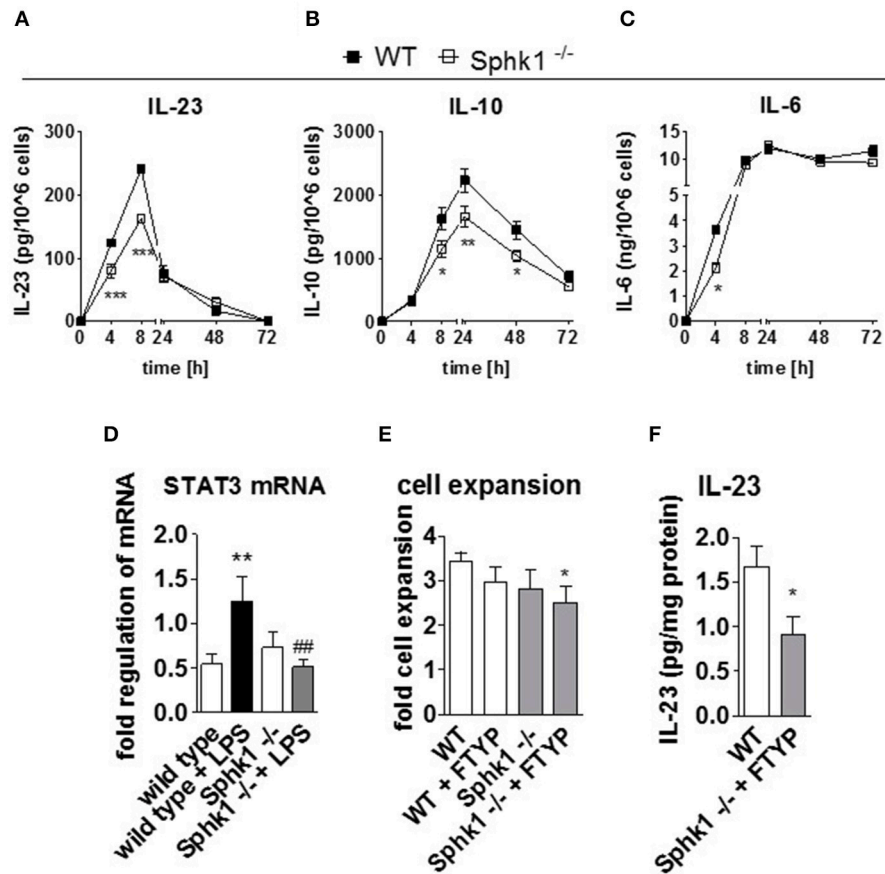 A
B
C
WT Sphk1 -/-
IL-23
IL-10
IL-6
IL-23 (pg/10^6 cells)
300
200
100
0
0 4 8 24 48 72
time [h]
***
***
IL-10 (pg/10^6 cells)
3000
2000
1000
0
0 4 8 24 48 72
time [h]
*
**
*
IL-6 (ng/10^6 cells)
15
10
5
4
3
2
1
0
0 4 8 24 48 72
time [h]
*
D
E
F
STAT3 mRNA
fold regulation of mRNA
2.0
1.5
1.0
0.5
0.0
**
##
wild type
wild type + LPS
Sphk1 -/-
Sphk1 -/- + LPS
cell expansion
fold cell expansion
4
3
2
1
0
*
WT
WT + FTYP
Sphk1 -/-
Sphk1 -/- + FTYP
IL-23
IL-23 (pg/mg protein)
2.0
1.5
1.0
0.5
0.0
*
WT
Sphk1 -/- + FTYP